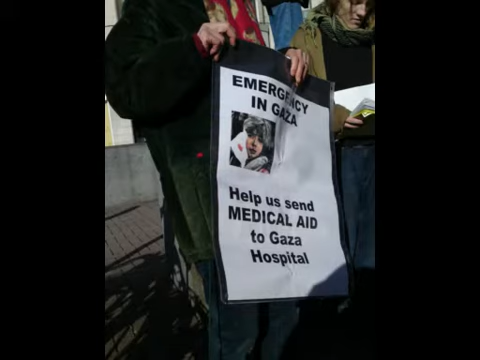 EMERGENCY
IN GAZA
Help us send
MEDICAL AID
to Gaza
Hospital